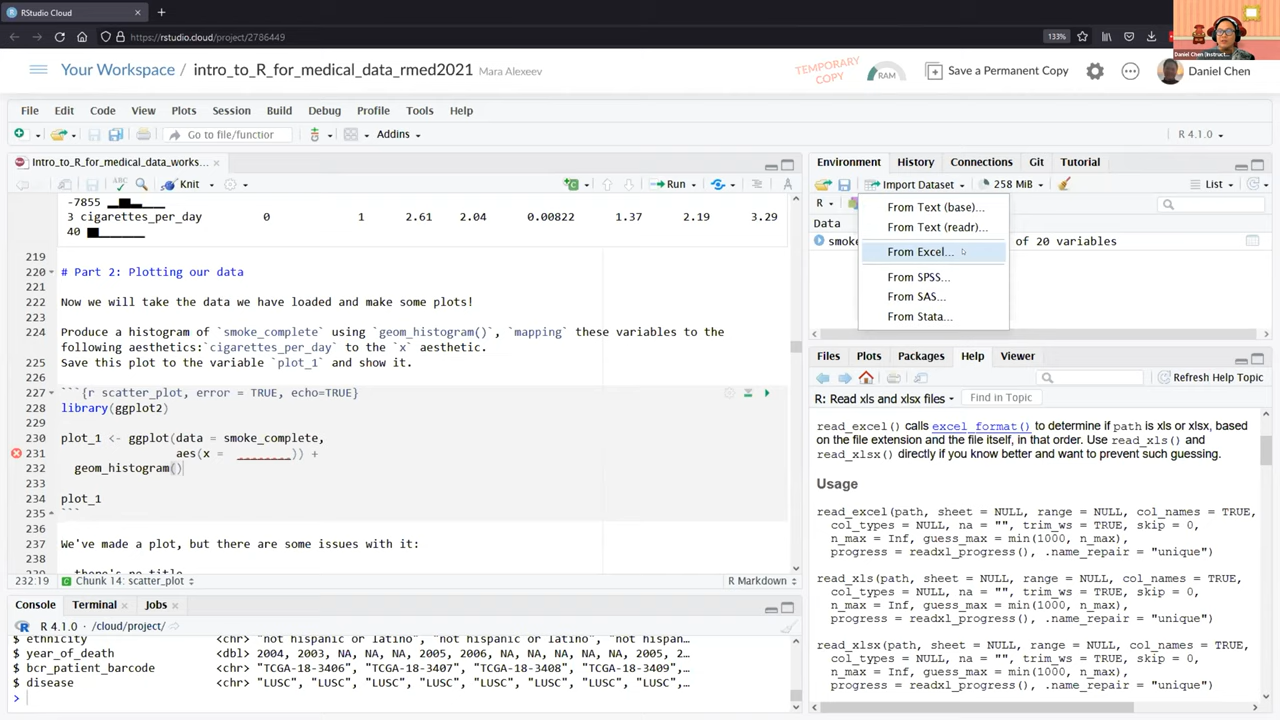 RStudio Cloud
https://rstudio.cloud/project/2786449
133%
Daniel Chen (Instruct...
Your Workspace / intro_to_R_for_medical_data_rmed2021 Mara Alexeev
TEMPORARY COPY
RAM
Save a Permanent Copy
Daniel Chen
File Edit Code View Plots Session Build Debug Profile Tools Help
Go to file/function Addins R 4.1.0
Intro_to_R_for_medical_data_works...
Knit Run
-7855
3 cigarettes_per_day 0 1 2.61 2.04 0.00822 1.37 2.19 3.29
40
219
220 # Part 2: Plotting our data
221
222 Now we will take the data we have loaded and make some plots!
223
224 Produce a histogram of `smoke_complete` using `geom_histogram()`, `mapping` these variables to the
following aesthetics:`cigarettes_per_day` to the `x` aesthetic.
225 Save this plot to the variable `plot_1` and show it.
226
227 ```{r scatter_plot, error = TRUE, echo=TRUE}
228 library(ggplot2)
229
230 plot_1 <- ggplot(data = smoke_complete,
231 aes(x = ________)) +
232 geom_histogram()
233
234 plot_1
235 ```
236
237 We've made a plot, but there are some issues with it:
238
232:19 Chunk 14: scatter_plot R Markdown
Console Terminal Jobs
R 4.1.0 · /cloud/project/
$ ethnicity <chr> "not hispanic or latino", "not hispanic or latino", "not hispan…
$ year_of_death <dbl> 2004, 2003, NA, NA, 2005, 2006, NA, NA, NA, NA, 2005, 2…
$ bcr_patient_barcode <chr> "TCGA-18-3406", "TCGA-18-3407", "TCGA-18-3408", "TCGA-18-3409",…
$ disease <chr> "LUSC", "LUSC", "LUSC", "LUSC", "LUSC", "LUSC", "LUSC", "LUSC",…
>
Environment History Connections Git Tutorial
Import Dataset 258 MiB List
R
From Text (base)...
From Text (readr)...
From Excel...
From SPSS...
From SAS...
From Stata...
Data
smoke of 20 variables
Files Plots Packages Help Viewer
Refresh Help Topic
R: Read xls and xlsx files Find in Topic
read_excel() calls excel_format() to determine if path is xls or xlsx, based
on the file extension and the file itself, in that order. Use read_xls() and
read_xlsx() directly if you know better and want to prevent such guessing.
Usage
read_excel(path, sheet = NULL, range = NULL, col_names = TRUE,
col_types = NULL, na = "", trim_ws = TRUE, skip = 0,
n_max = Inf, guess_max = min(1000, n_max),
progress = readxl_progress(), .name_repair = "unique")
read_xls(path, sheet = NULL, range = NULL, col_names = TRUE,
col_types = NULL, na = "", trim_ws = TRUE, skip = 0,
n_max = Inf, guess_max = min(1000, n_max),
progress = readxl_progress(), .name_repair = "unique")
read_xlsx(path, sheet = NULL, range = NULL, col_names = TRUE,
col_types = NULL, na = "", trim_ws = TRUE, skip = 0,
n_max = Inf, guess_max = min(1000, n_max),
progress = readxl_progress(), .name_repair = "unique")